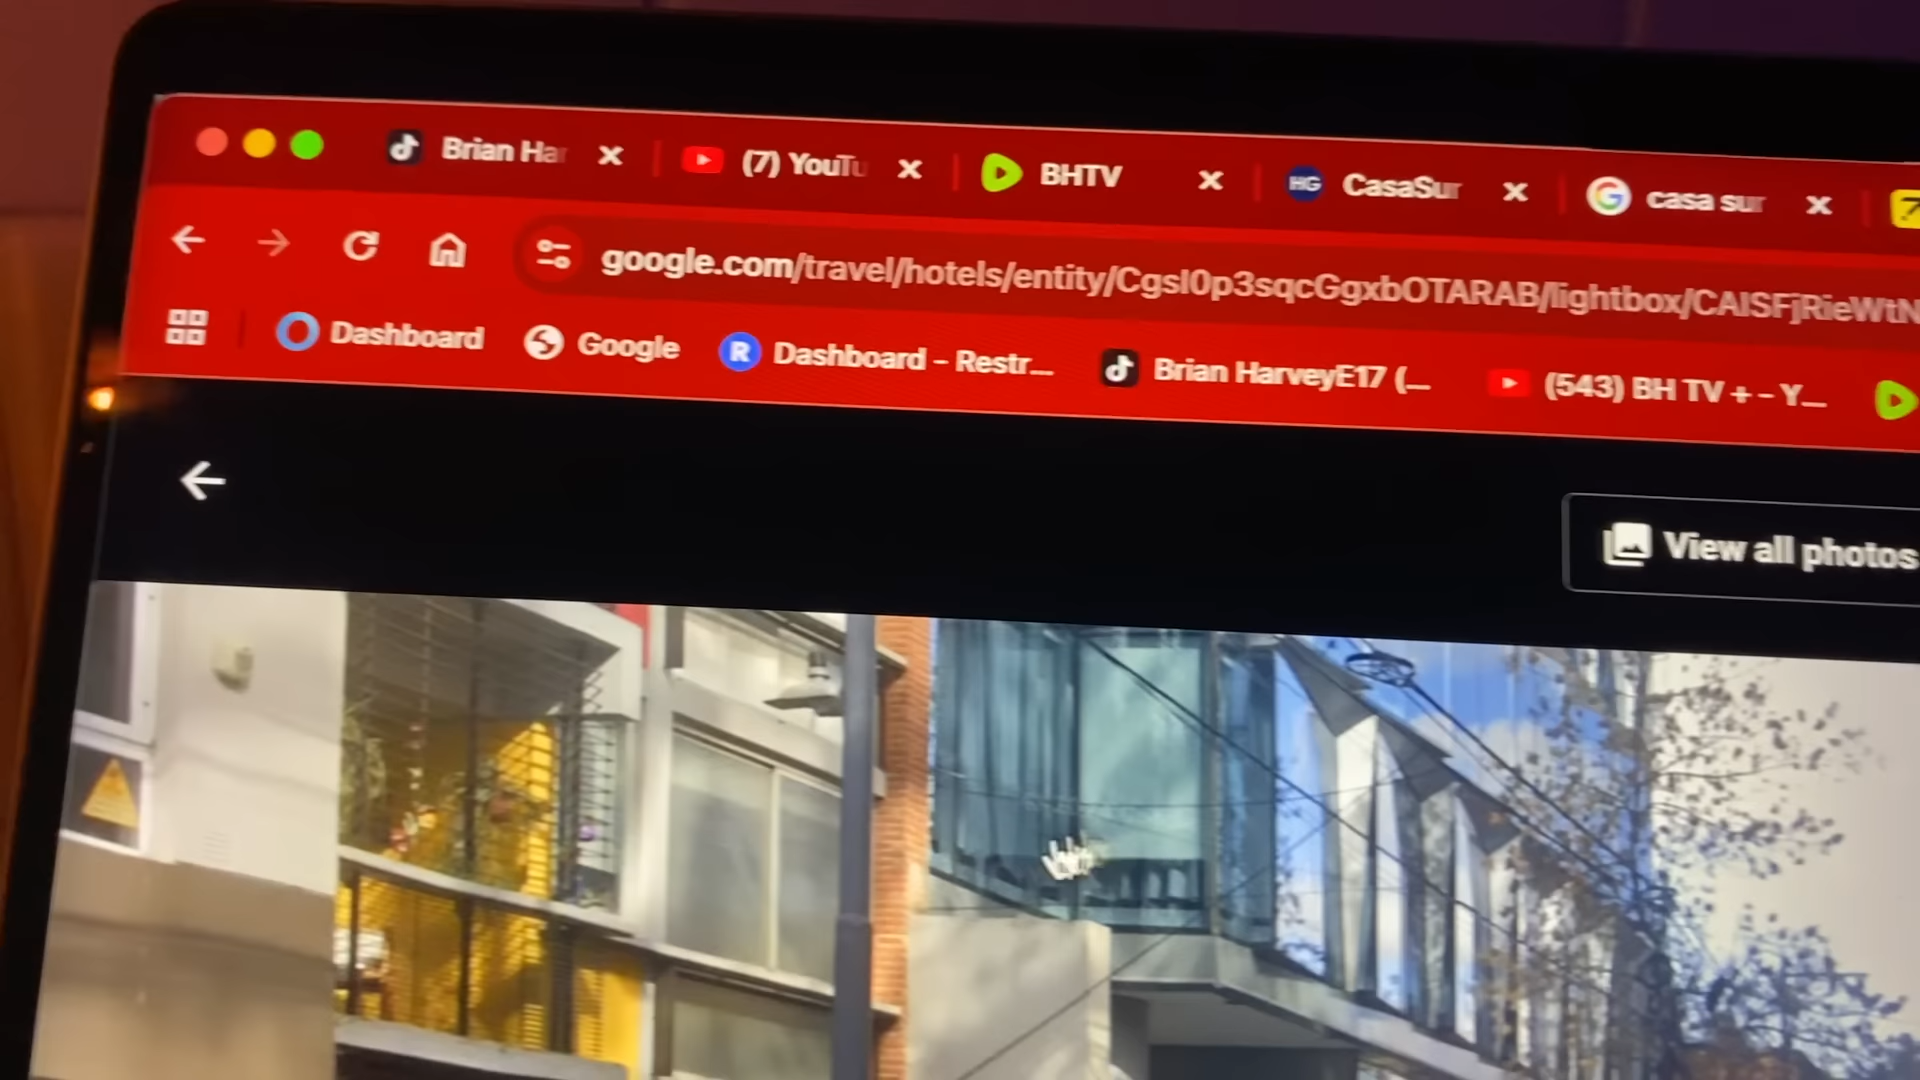 Brian Har
(7) YouTu
BHTV
HG CasaSur
casa sur
google.com/travel/hotels/entity/CgsI0p3sqcGgxbOTARAB/lightbox/CAISFjRieWtN
Dashboard
Google
R Dashboard - Restr...
Brian HarveyE17 (...
(543) BH TV + - Y...
View all photos